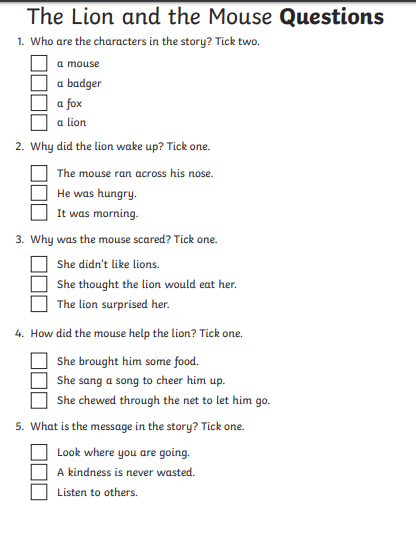 The Lion and the Mouse Questions
1. Who are the characters in the story? Tick two.
a mouse
a badger
a fox
a lion
2. Why did the lion wake up? Tick one.
The mouse ran across his nose.
He was hungry.
It was morning.
3. Why was the mouse scared? Tick one.
She didn't like lions.
She thought the lion would eat her.
The lion surprised her.
4. How did the mouse help the lion? Tick one.
She brought him some food.
She sang a song to cheer him up.
She chewed through the net to let him go.
5. What is the message in the story? Tick one.
Look where you are going.
A kindness is never wasted.
Listen to others.